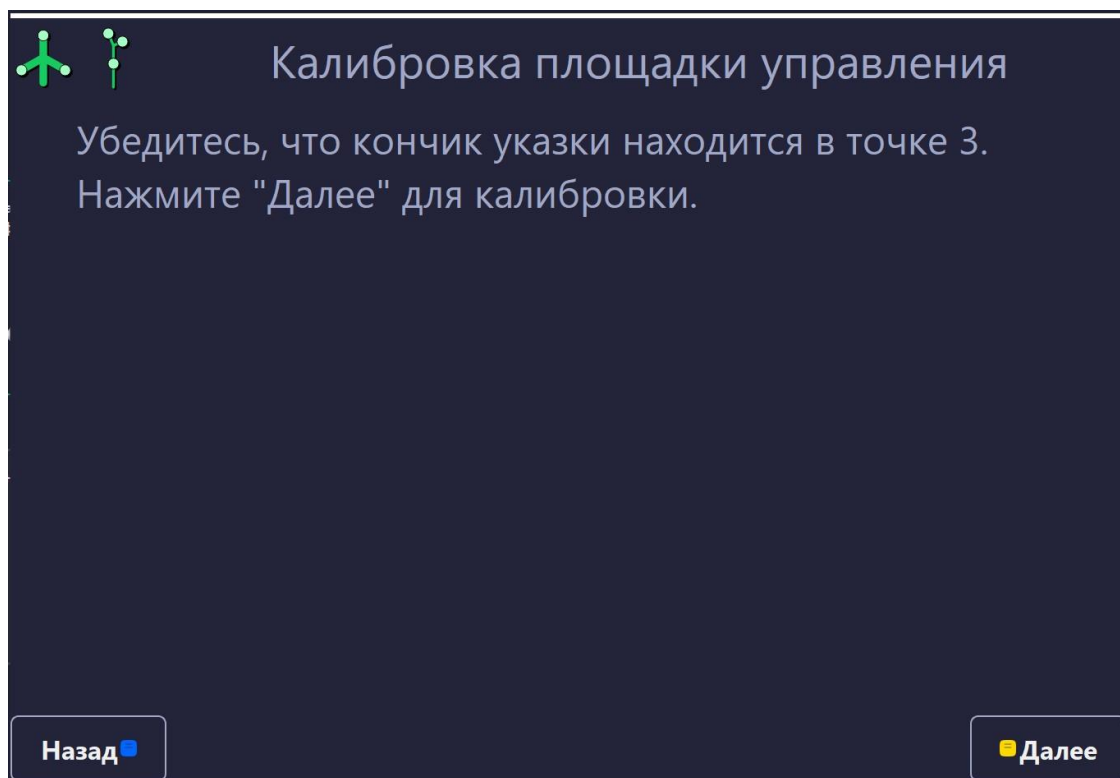 Калибровка площадки управления
Убедитесь, что кончик указки находится в точке 3.
Нажмите "Далее" для калибровки.
Назад
Далее